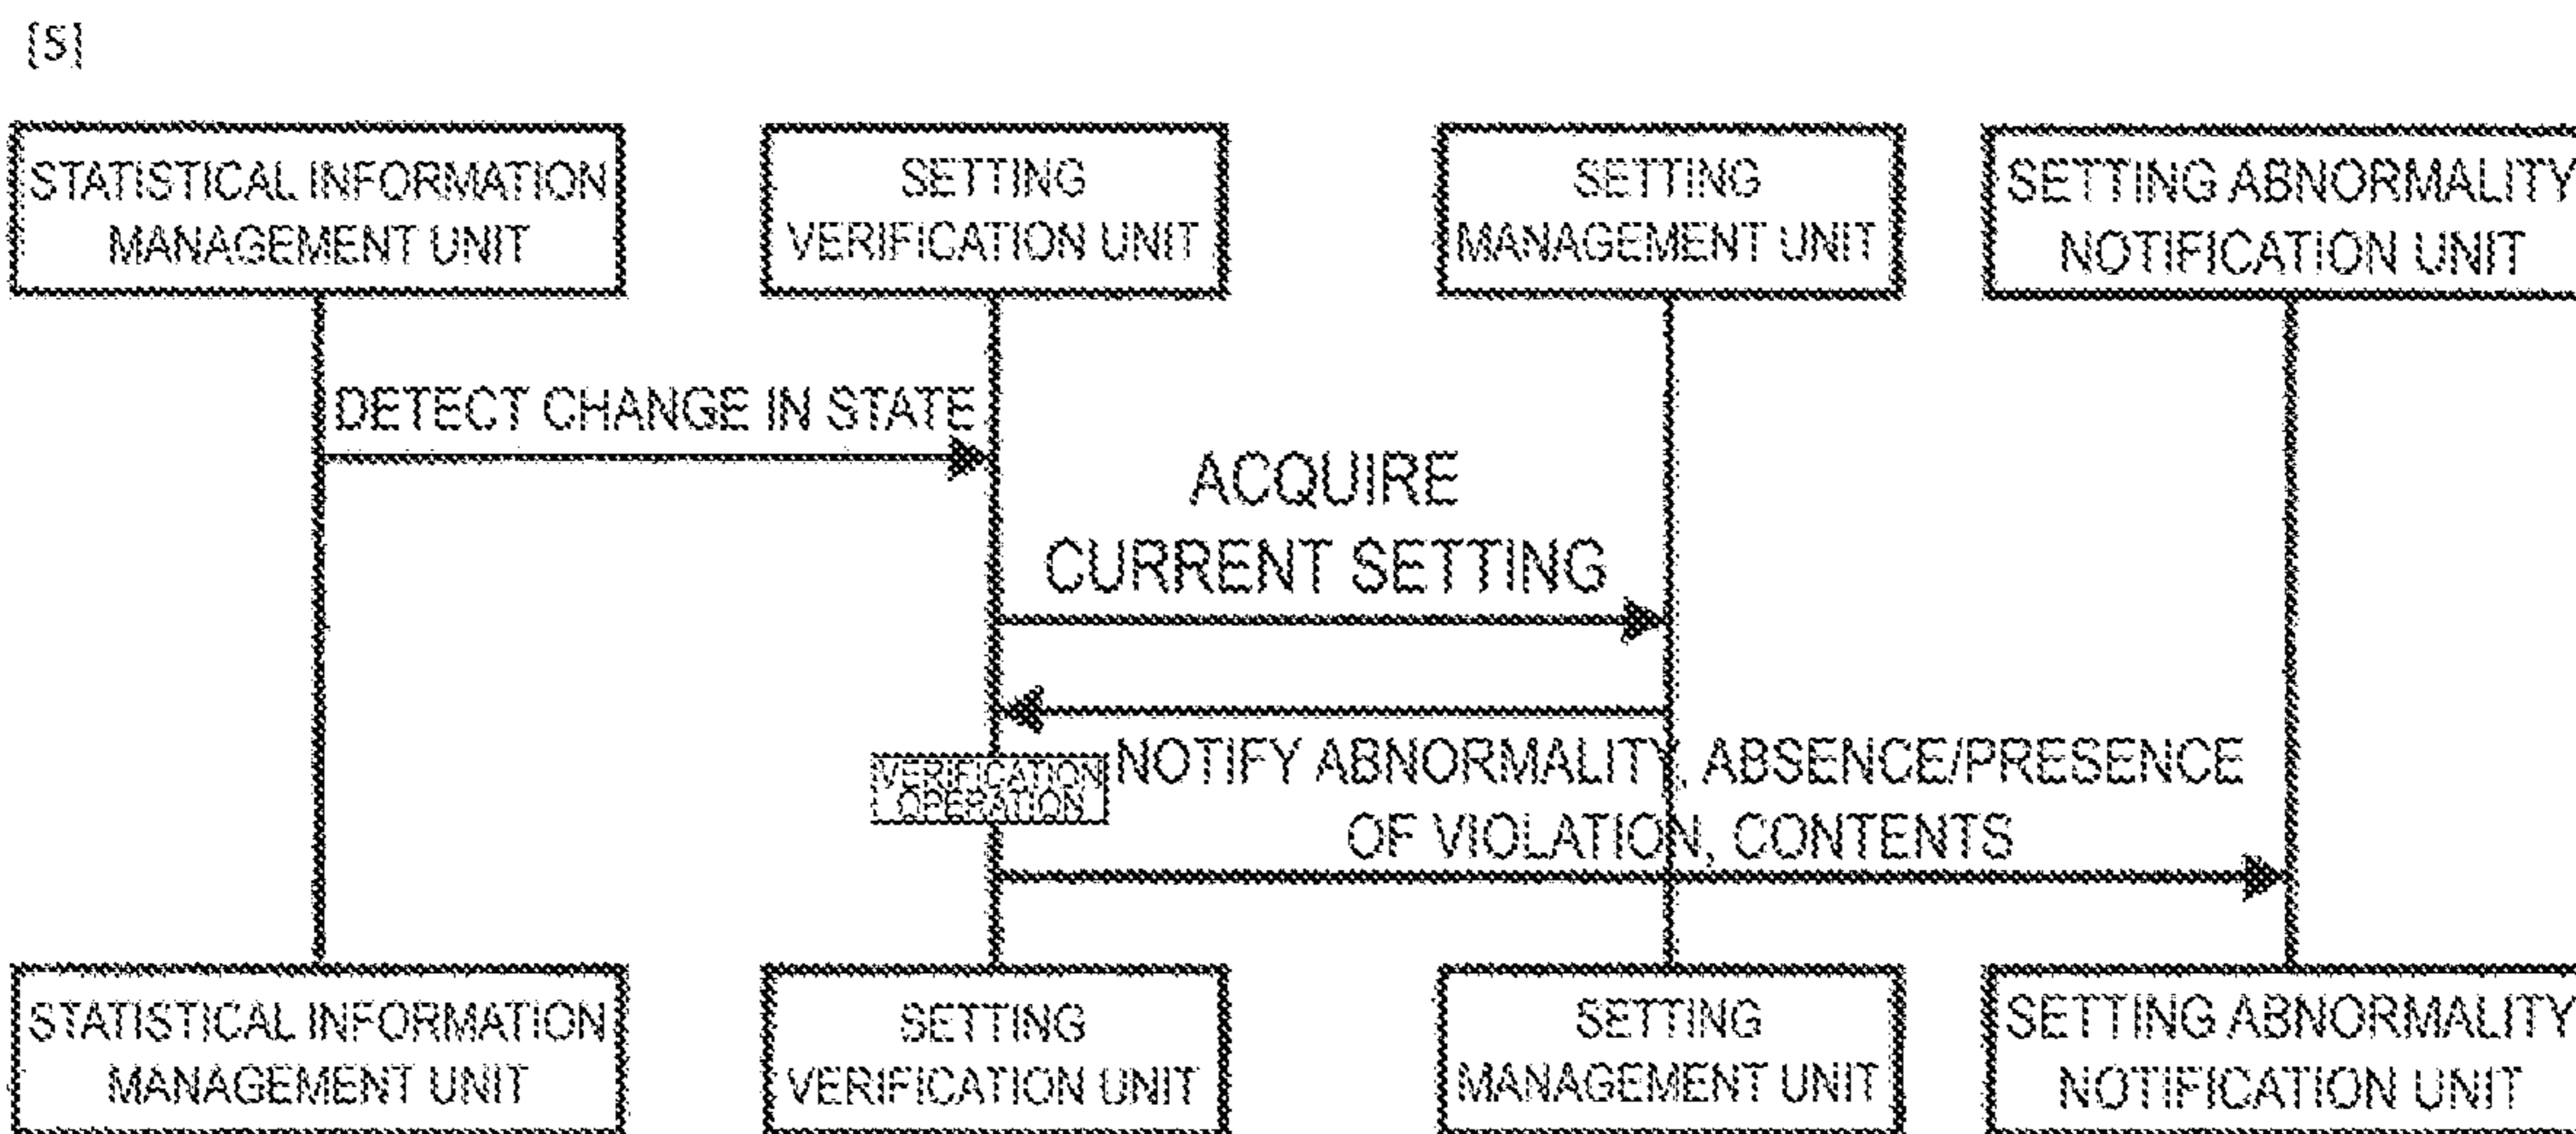 [5]
STATISTICAL INFORMATION
MANAGEMENT UNIT
SETTING
VERIFICATION UNIT
SETTING
MANAGEMENT UNIT
SETTING ABNORMALITY
NOTIFICATION UNIT
DETECT CHANGE IN STATE
ACQUIRE
CURRENT SETTING
VERIFICATION
OPERATION
NOTIFY ABNORMALITY, ABSENCE/PRESENCE
OF VIOLATION, CONTENTS
STATISTICAL INFORMATION
MANAGEMENT UNIT
SETTING
VERIFICATION UNIT
SETTING
MANAGEMENT UNIT
SETTING ABNORMALITY
NOTIFICATION UNIT